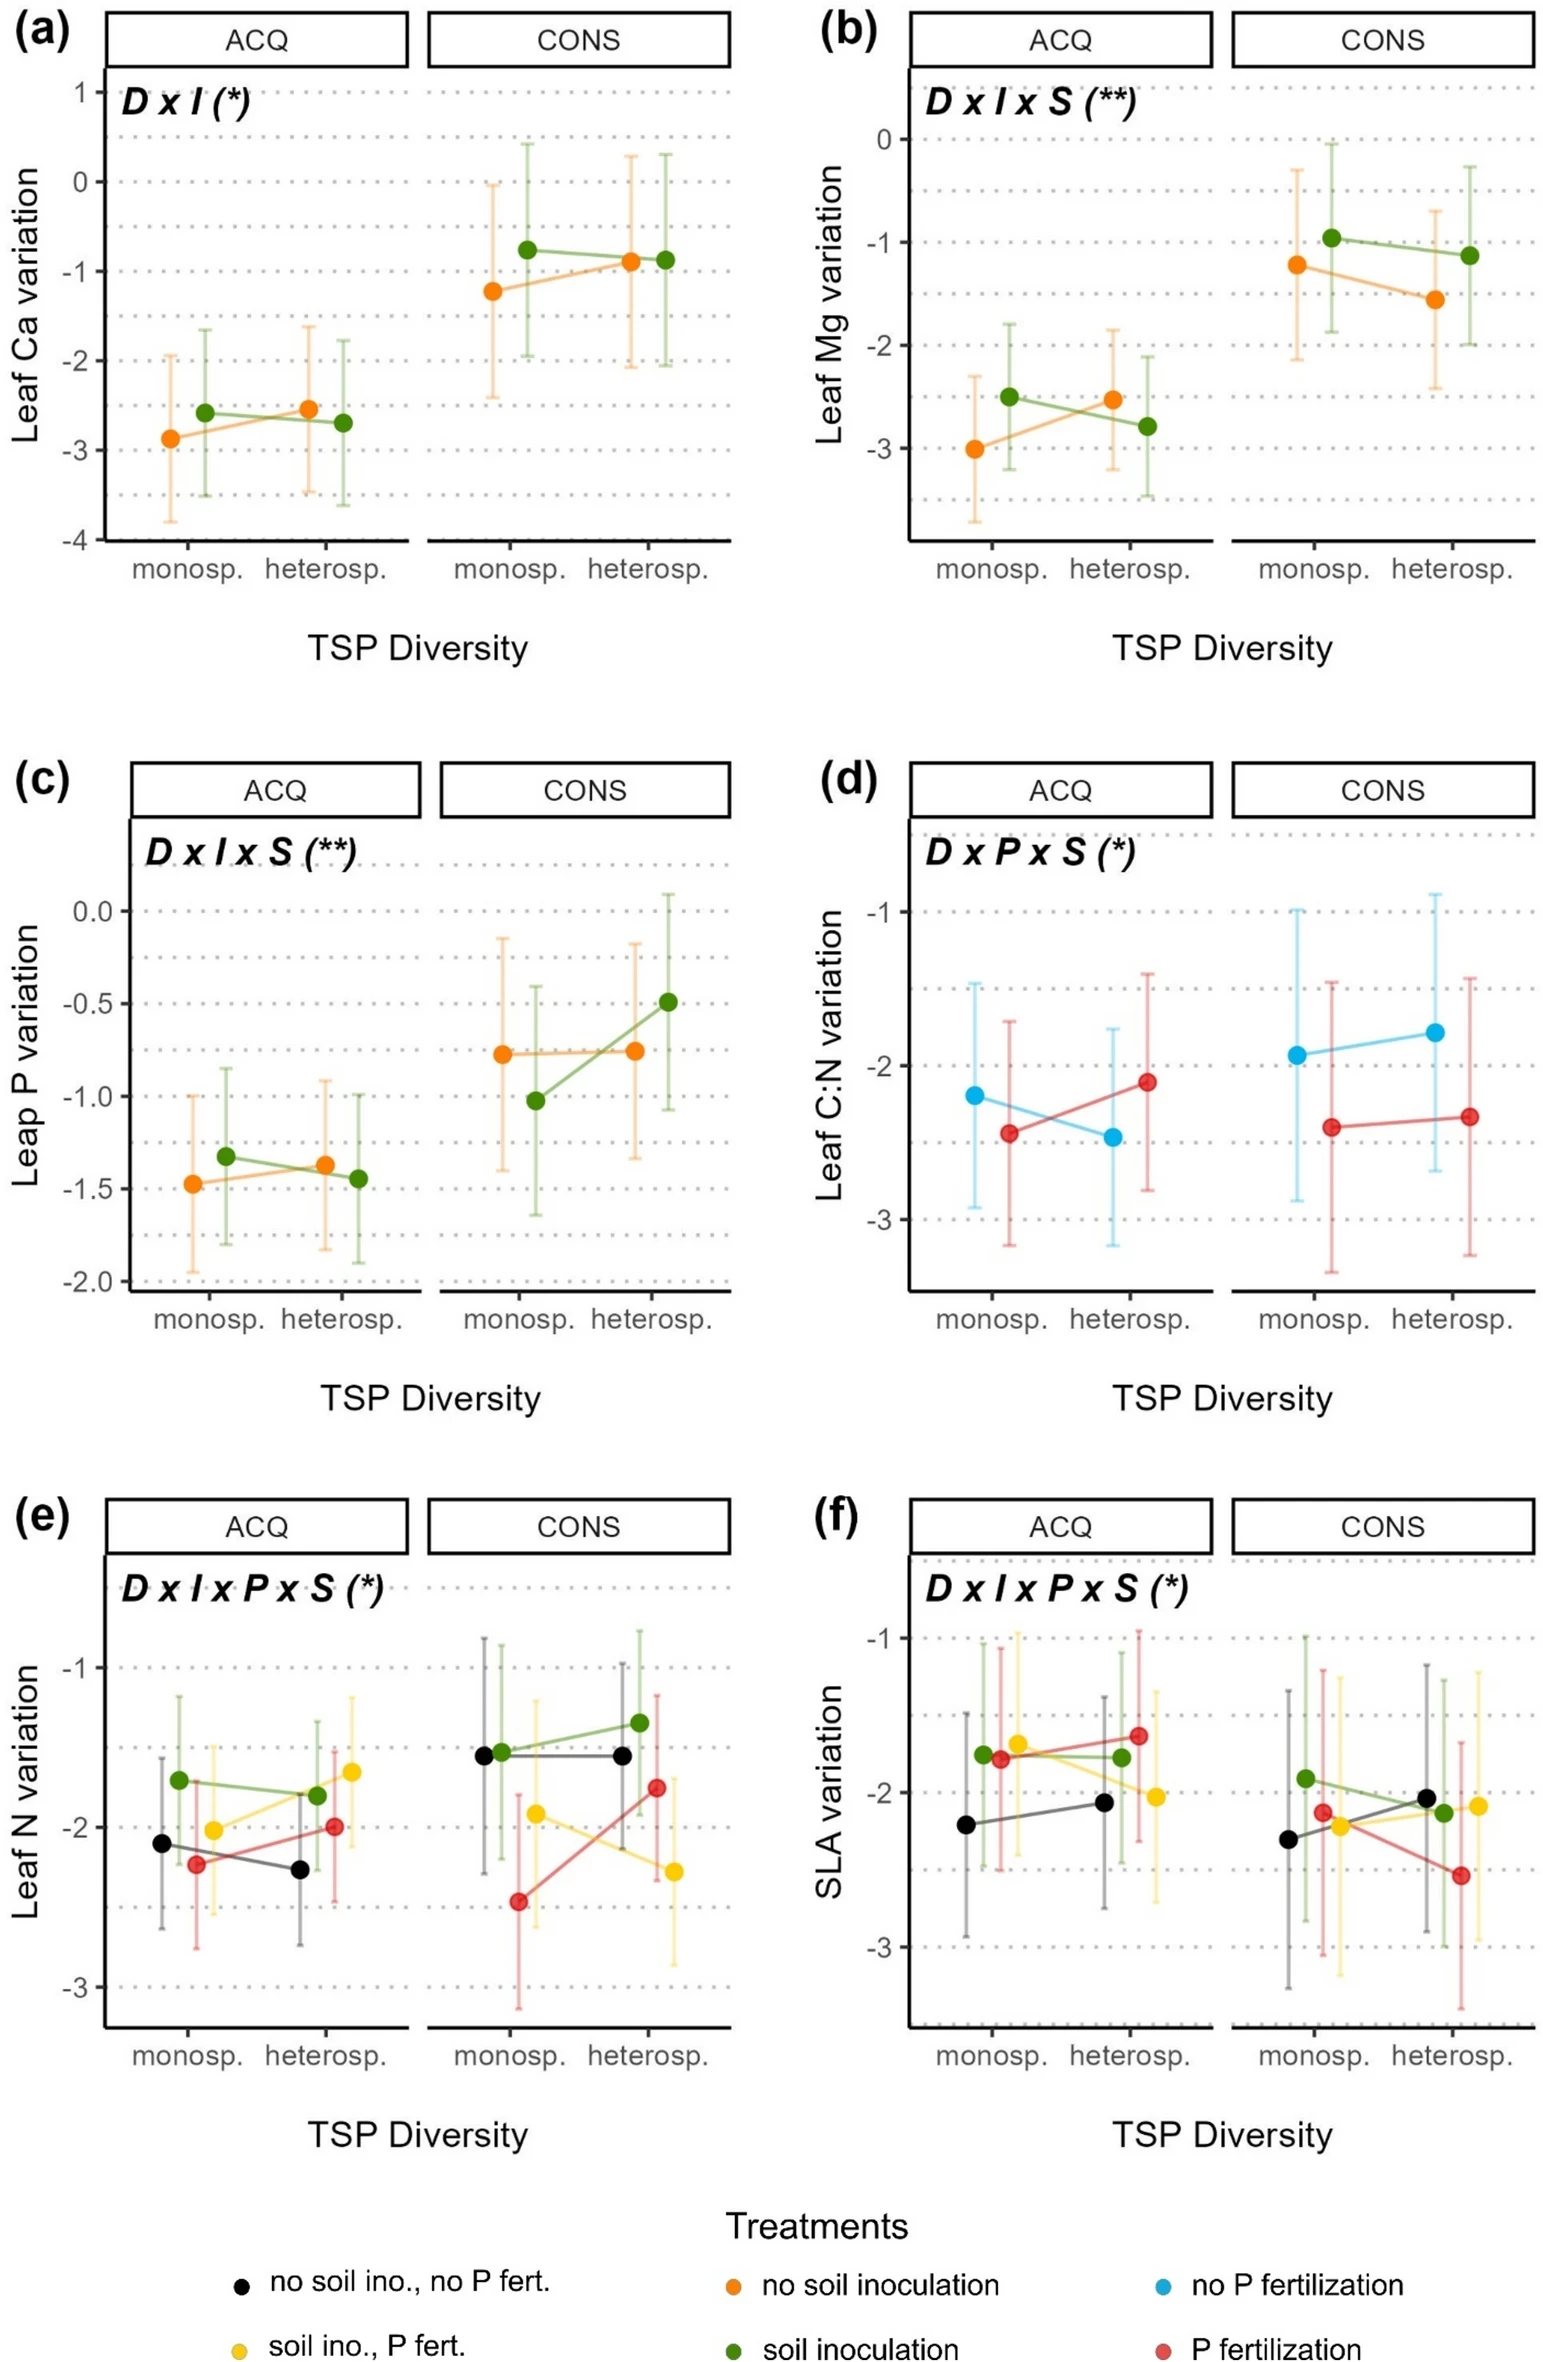 (a)
ACQ CONS
D x I (*)
1
0
-1
-2
-3
-4
Leaf Ca variation
monosp. heterosp. monosp. heterosp.
TSP Diversity
(b)
ACQ CONS
D x I x S (**)
0
-1
-2
-3
Leaf Mg variation
monosp. heterosp. monosp. heterosp.
TSP Diversity
(c)
ACQ CONS
D x I x S (**)
0.0
-0.5
-1.0
-1.5
-2.0
Leap P variation
monosp. heterosp. monosp. heterosp.
TSP Diversity
(d)
ACQ CONS
D x P x S (*)
-1
-2
-3
Leaf C:N variation
monosp. heterosp. monosp. heterosp.
TSP Diversity
(e)
ACQ CONS
D x I x P x S (*)
-1
-2
-3
Leaf N variation
monosp. heterosp. monosp. heterosp.
TSP Diversity
(f)
ACQ CONS
D x I x P x S (*)
-1
-2
-3
SLA variation
monosp. heterosp. monosp. heterosp.
TSP Diversity
Treatments
no soil ino., no P fert. no soil inoculation no P fertilization
soil ino., P fert. soil inoculation P fertilization